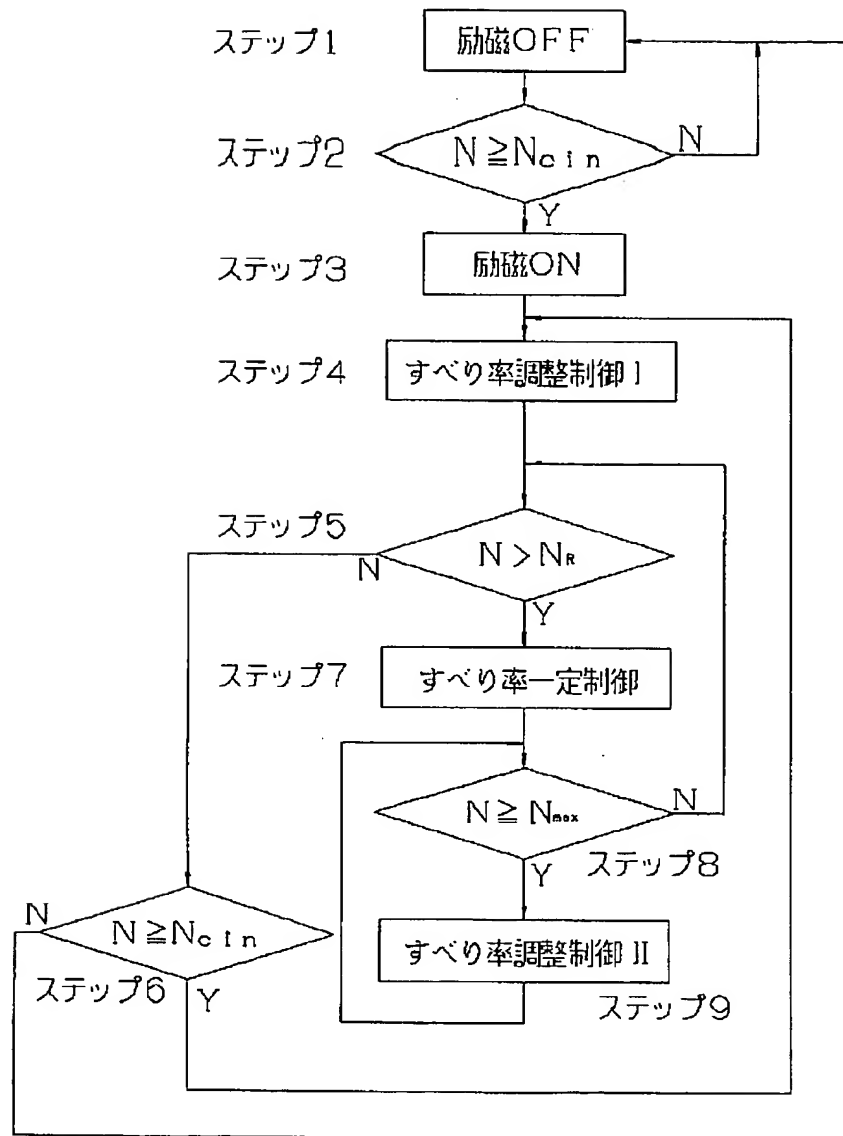 ステップ1
励磁OFF
ステップ2
N≧Ncin
N
Y
ステップ3
励磁ON
ステップ4
すべり率調整制御I
ステップ5
N>NR
N
Y
ステップ7
すべり率一定制御
N≧Nmax
N
Y
ステップ8
N
N≧Ncin
すべり率調整制御II
ステップ6
Y
ステップ9